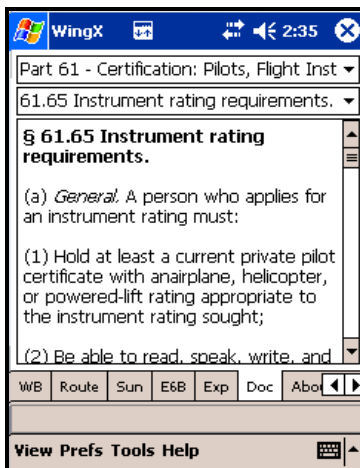 WingX 2:35
Part 61 - Certification: Pilots, Flight Inst
61.65 Instrument rating requirements.
§ 61.65 Instrument rating
requirements.
(a) General. A person who applies for
an instrument rating must:
(1) Hold at least a current private pilot
certificate with anairplane, helicopter,
or powered-lift rating appropriate to
the instrument rating sought;
(2) Be able to read, speak, write, and
WB Route Sun E6B Exp Doc Abou
View Prefs Tools Help